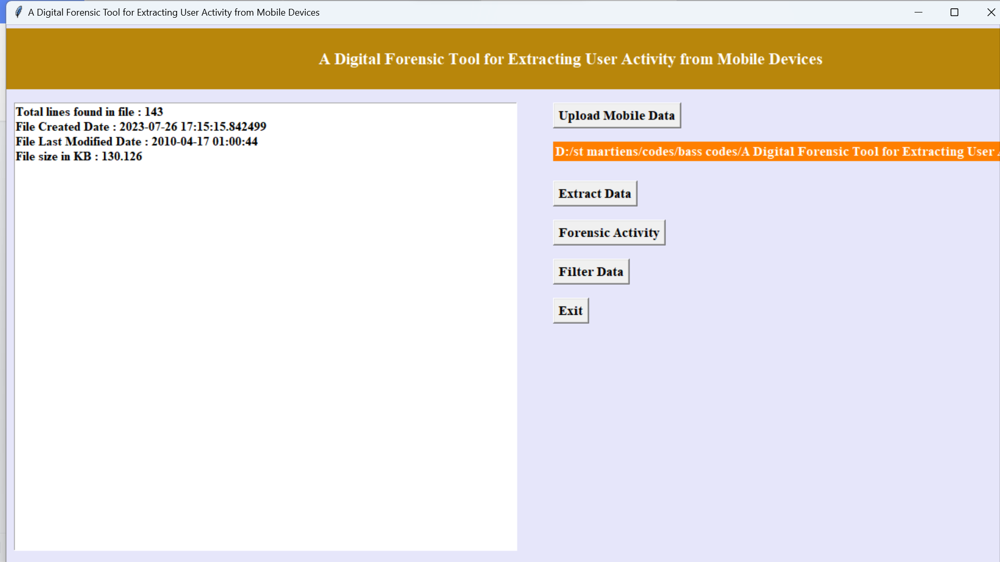 A Digital Forensic Tool for Extracting User Activity from Mobile Devices
A Digital Forensic Tool for Extracting User Activity from Mobile Devices
Total lines found in file : 143
File Created Date : 2023-07-26 17:15:15.842499
File Last Modified Date : 2010-04-17 01:00:44
File size in KB : 130.126
Upload Mobile Data
D:/st martiens/codes/bass codes/A Digital Forensic Tool for Extracting User
Extract Data
Forensic Activity
Filter Data
Exit